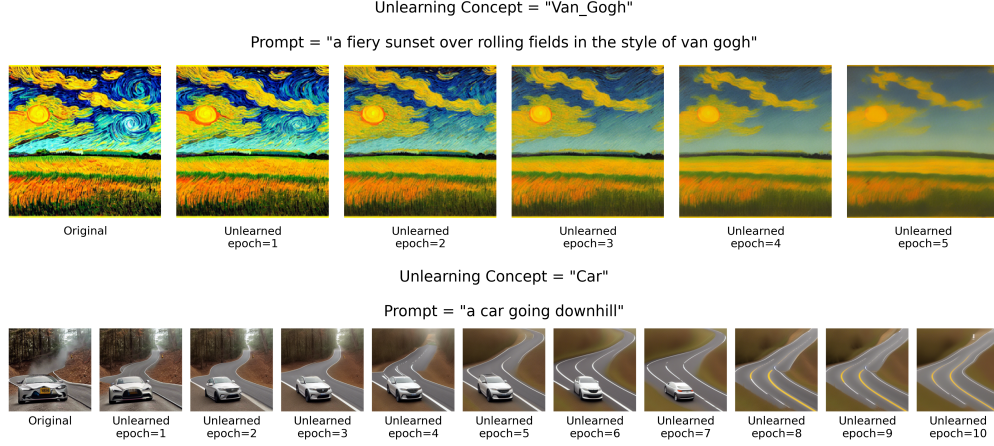 Unlearning Concept = "Van_Gogh"
Prompt = "a fiery sunset over rolling fields in the style of van gogh"
Original
Unlearned
epoch=1
Unlearned
epoch=2
Unlearned
epoch=3
Unlearned
epoch=4
Unlearned
epoch=5
Unlearning Concept = "Car"
Prompt = "a car going downhill"
Original
Unlearned
epoch=1
Unlearned
epoch=2
Unlearned
epoch=3
Unlearned
epoch=4
Unlearned
epoch=5
Unlearned
epoch=6
Unlearned
epoch=7
Unlearned
epoch=8
Unlearned
epoch=9
Unlearned
epoch=10